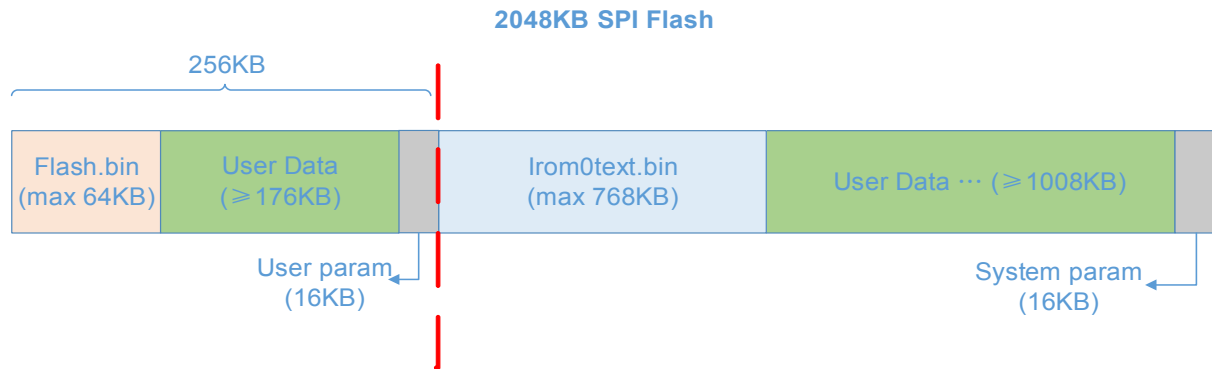 2048KB SPI Flash
256KB
Flash.bin
(max 64KB)
User Data
(⩾176KB)
Irom0text.bin
(max 768KB)
User Data ⋯ (⩾1008KB)
User param
(16KB)
System param
(16KB)